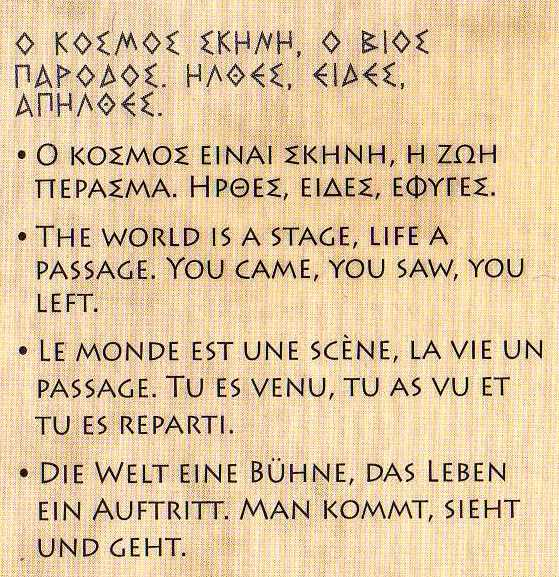 Ο ΚΟΣΜΟΣ ΣΚΗΝΗ, Ο ΒΙΟΣ
ΠΑΡΟΔΟΣ. ΗΛΘΕΣ, ΕΙΔΕΣ,
ΑΠΗΛΘΕΣ.
• Ο ΚΟΣΜΟΣ ΕΙΝΑΙ ΣΚΗΝΗ, Η ΖΩΗ
ΠΕΡΑΣΜΑ. ΗΡΘΕΣ, ΕΙΔΕΣ, ΕΦΥΓΕΣ.
• THE WORLD IS A STAGE, LIFE A
PASSAGE. YOU CAME, YOU SAW, YOU
LEFT.
• LE MONDE EST UNE SCÈNE, LA VIE UN
PASSAGE. TU ES VENU, TU AS VU ET
TU ES REPARTI.
• DIE WELT EINE BÜHNE, DAS LEBEN
EIN AUFTRITT. MAN KOMMT, SIEHT
UND GEHT.